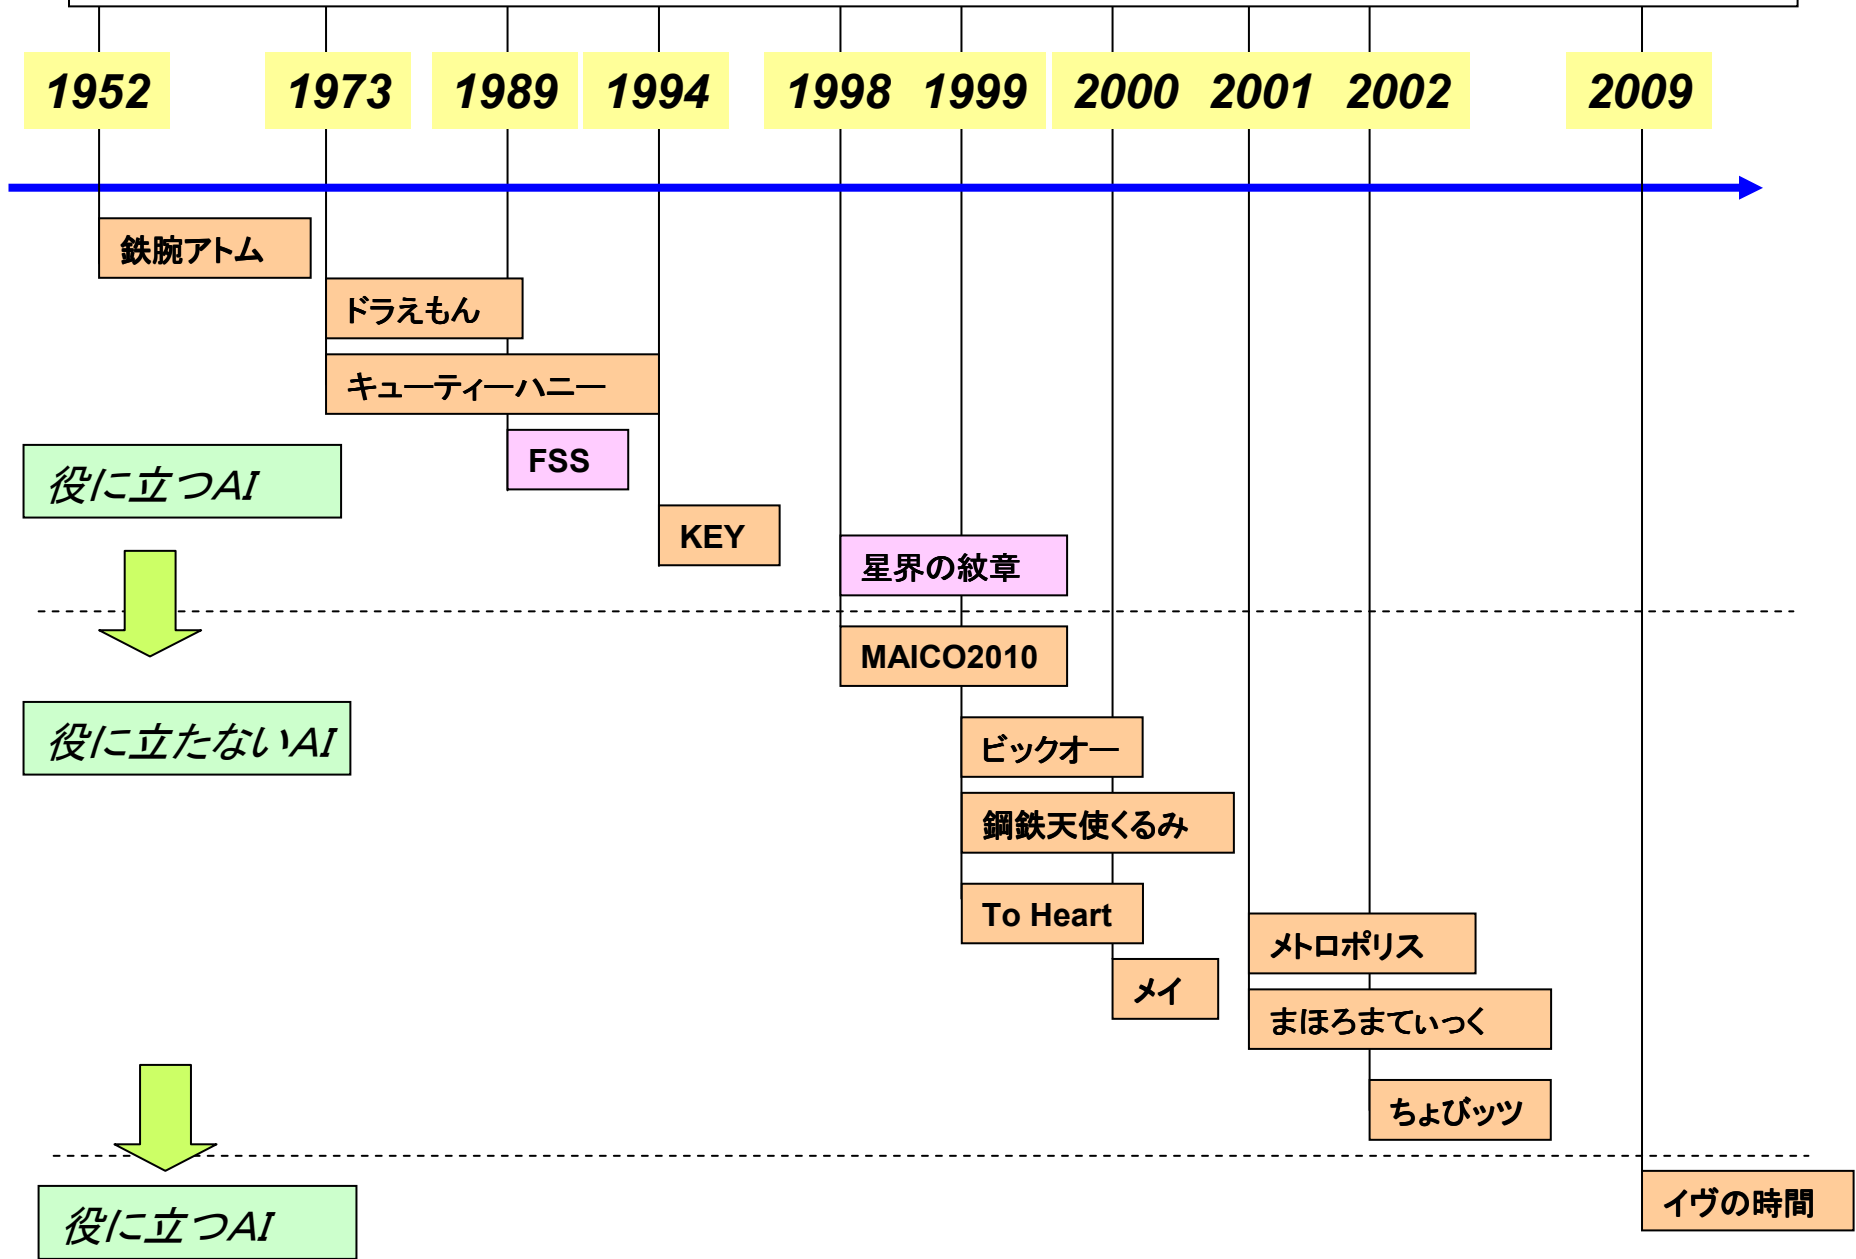 1952 1973 1989 1994 1998 1999 2000 2001 2002 2009
鉄腕アトム
ドラえもん
キューティーハニー
FSS
役に立つAI
KEY
星界の紋章
MAICO2010
役に立たないAI
ビックオー
鋼鉄天使くるみ
To Heart
メトロポリス
メイ
まほろまてぃっく
ちょびッツ
イヴの時間
役に立つAI